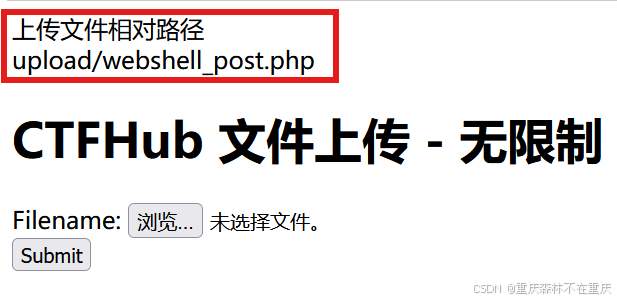 上传文件相对路径
upload/webshell_post.php
CTFHub 文件上传 - 无限制
Filename: 浏览... 未选择文件。
Submit
CSDN @重庆森林不在重庆